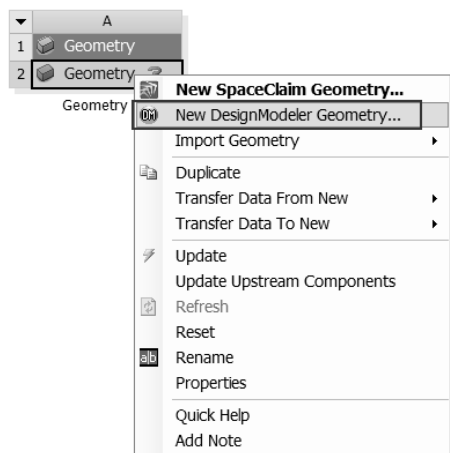 A
1 Geometry
2 Geometry
Geometry
New SpaceClaim Geometry...
DM New DesignModeler Geometry...
Import Geometry
Duplicate
Transfer Data From New
Transfer Data To New
Update
Update Upstream Components
Refresh
Reset
a|b Rename
Properties
Quick Help
Add Note